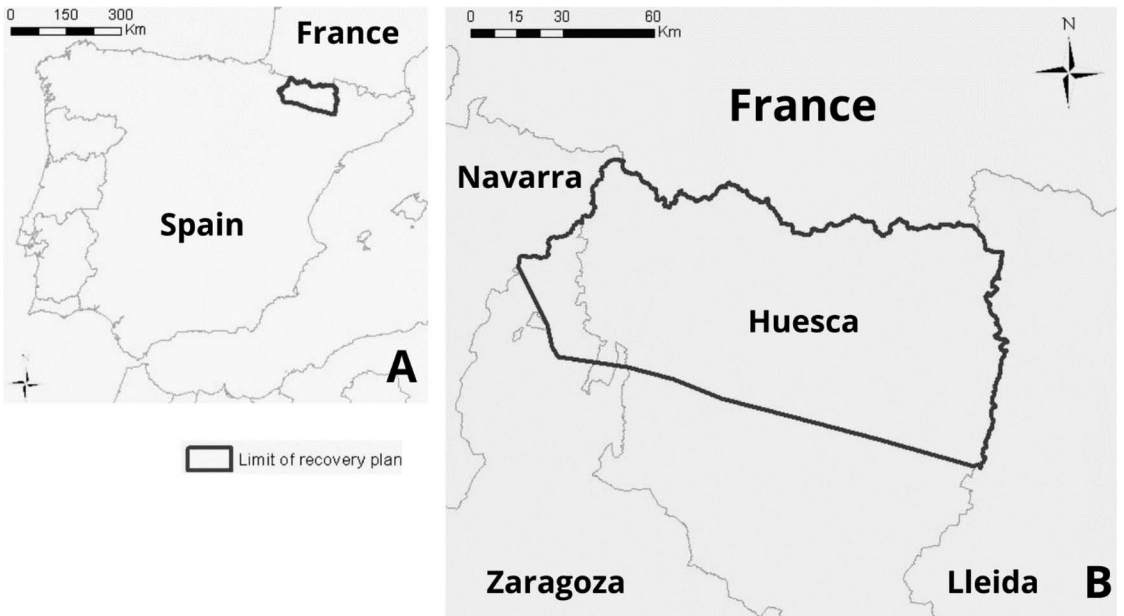 0 150 300
Km
France
Spain
A
Limit of recovery plan
0 15 30 60
Km
N
France
Navarra
Huesca
Zaragoza
Lleida
B